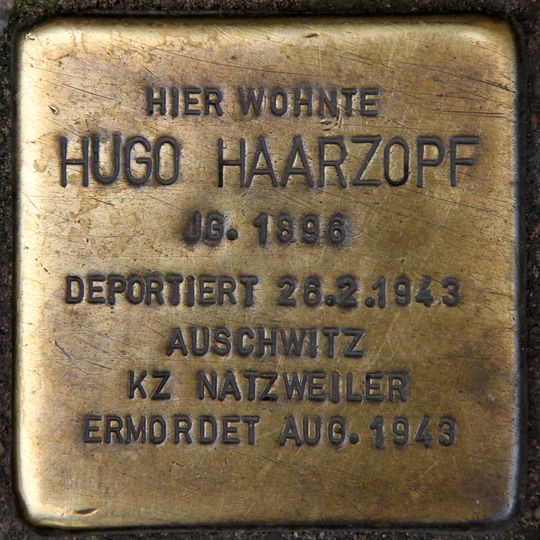 HIER WOHNTE
HUGO HAARZOPF
JG. 1896
DEPORTIERT 26.2.1943
AUSCHWITZ
KZ NATZWEILER
ERMORDET AUG. 1943